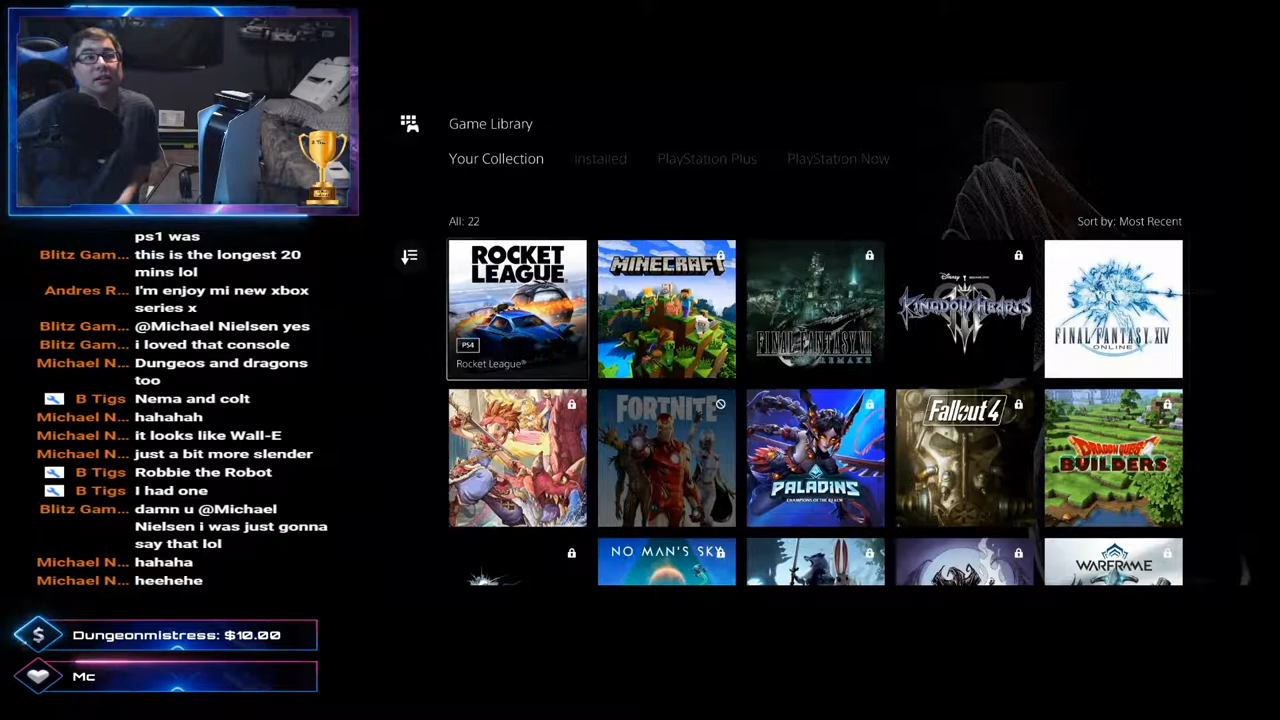 ps1 was
Blitz Gam... this is the longest 20
mins lol
Andres R... I'm enjoy mi new xbox
series x
Blitz Gam... @Michael Nielsen yes
Blitz Gam... i loved that console
Michael N... Dungeos and dragons
too
B Tigs Nema and colt
Michael N... hahahah
Michael N... it looks like Wall-E
Michael N... just a bit more slender
B Tigs Robbie the Robot
B Tigs I had one
Blitz Gam... damn u @Michael
Nielsen i was just gonna
say that lol
Michael N... hahaha
Michael N... heehehe
$ Dungeonmistress: $10.00
Mc
Game Library
Your Collection Installed PlayStation Plus PlayStation Now
All: 22 Sort by: Most Recent
ROCKET
LEAGUE
PS4
Rocket League®
MINECRAFT
FINAL FANTASY VII
REMAKE
Disney
KINGDOM HEARTS
III
FINAL FANTASY XIV
ONLINE
FORTNITE
PALADINS
CHAMPIONS OF THE REALM
Fallout 4
DRAGON QUEST
BUILDERS
NO MAN'S SKY
WARFRAME